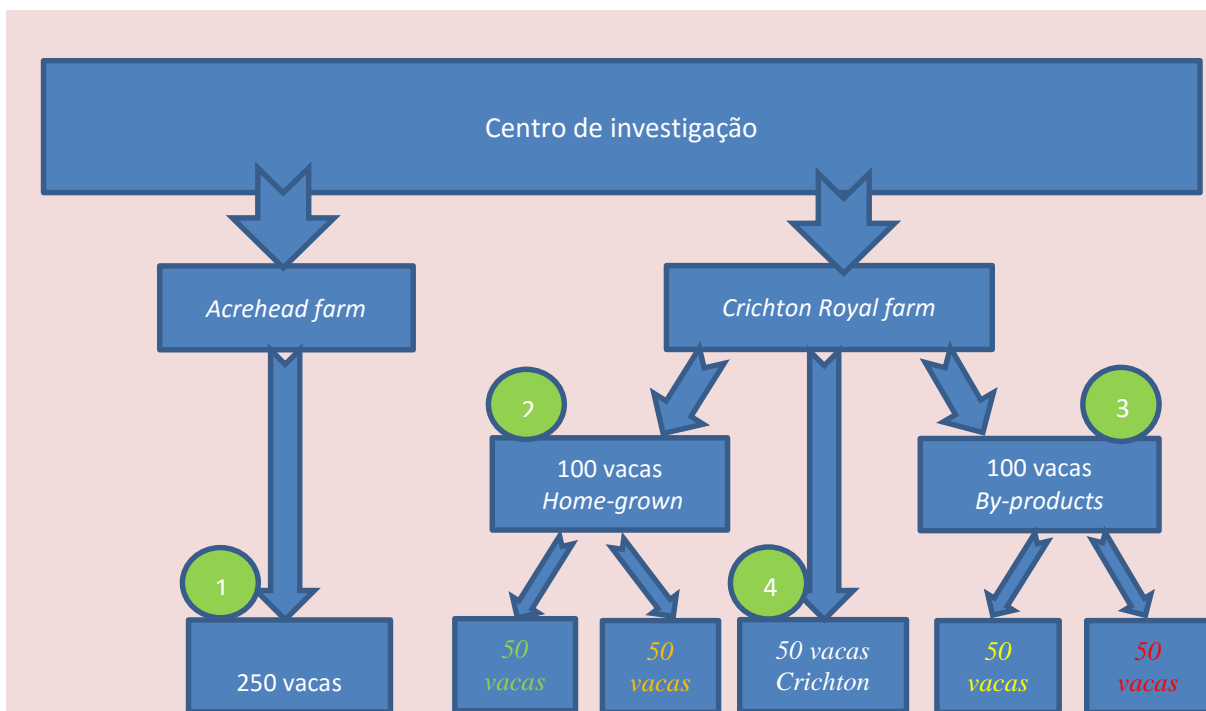 Centro de investigação
Acrehead farm
Crichton Royal farm
2
3
100 vacas
Home-grown
100 vacas
By-products
1
4
250 vacas
50
vacas
50
vacas
50 vacas
Crichton
50
vacas
50
vacas